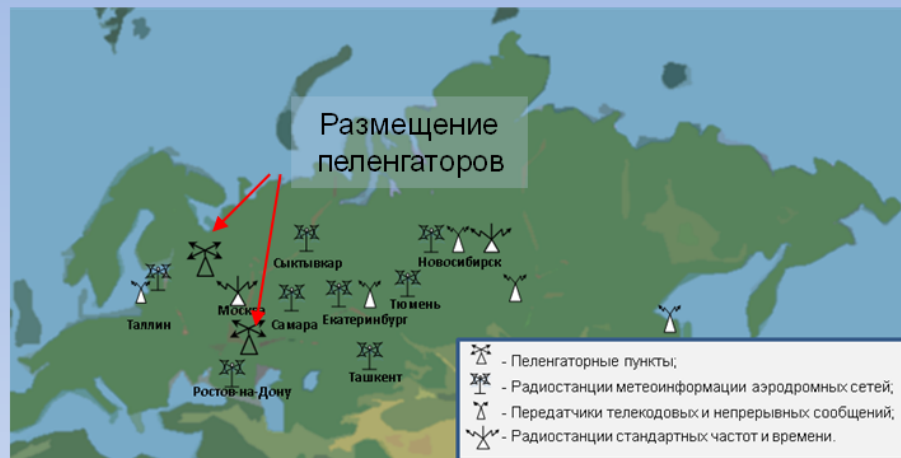 Размещение
пеленгаторов
Сыктывкар
Новосибирск
Тюмень
Москва
Таллин
Самара
Екатеринбург
Ташкент
Ростов-на-Дону
- Пеленгаторные пункты;
- Радиостанции метеоинформации аэродромных сетей;
- Передатчики телекодовых и непрерывных сообщений;
- Радиостанции стандартных частот и времени.